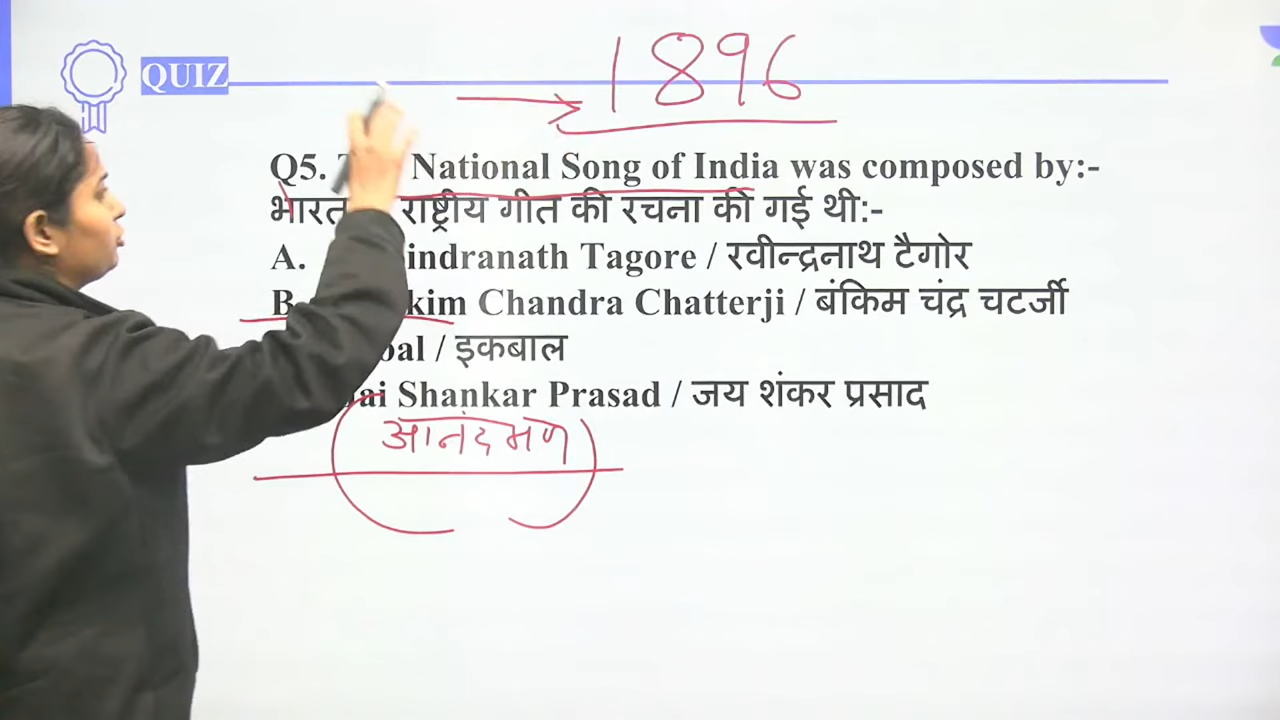 1896
QUIZ
Q5. National Song of India was composed by:-
भारत राष्ट्रीय गीत की रचना की गई थी:-
A. indranath Tagore / रवीन्द्रनाथ टैगोर
B kim Chandra Chatterji / बंकिम चंद्र चटर्जी
bal / इकबाल
ai Shankar Prasad / जय शंकर प्रसाद
आनंदमण